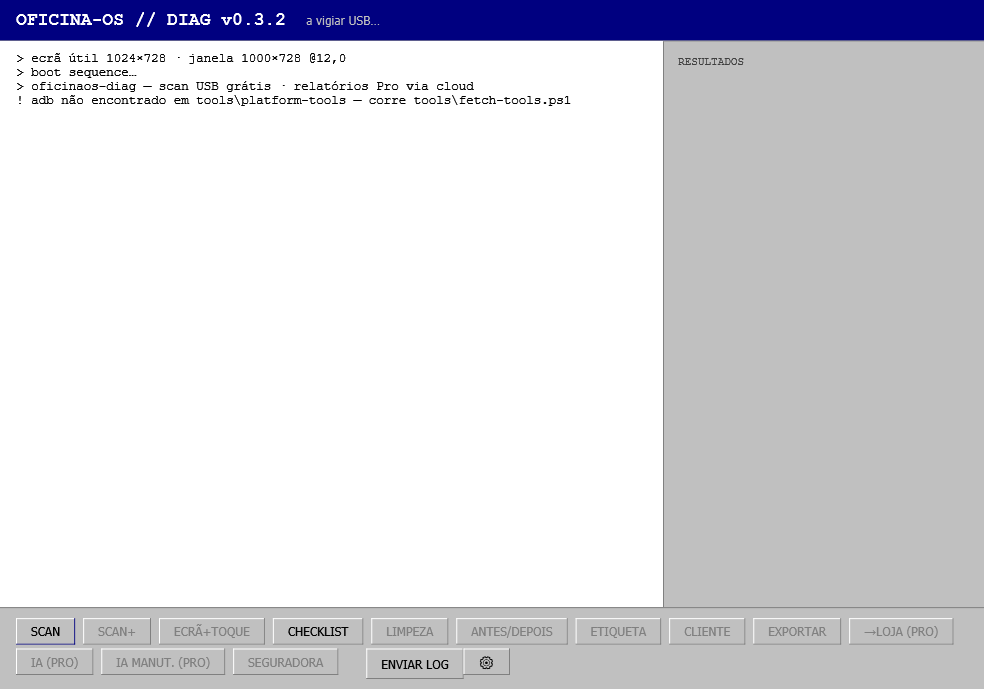 OFICINA-OS // DIAG v0.3.2 a vigiar USB…
> ecrã útil 1024×728 · janela 1000×728 @12,0
> boot sequence…
> oficinaos-diag — scan USB grátis · relatórios Pro via cloud
! adb não encontrado em tools\platform-tools — corre tools\fetch-tools.ps1
RESULTADOS
SCAN SCAN+ ECRÃ+TOQUE CHECKLIST LIMPEZA ANTES/DEPOIS ETIQUETA CLIENTE EXPORTAR →LOJA (PRO)
IA (PRO) IA MANUT. (PRO) SEGURADORA ENVIAR LOG